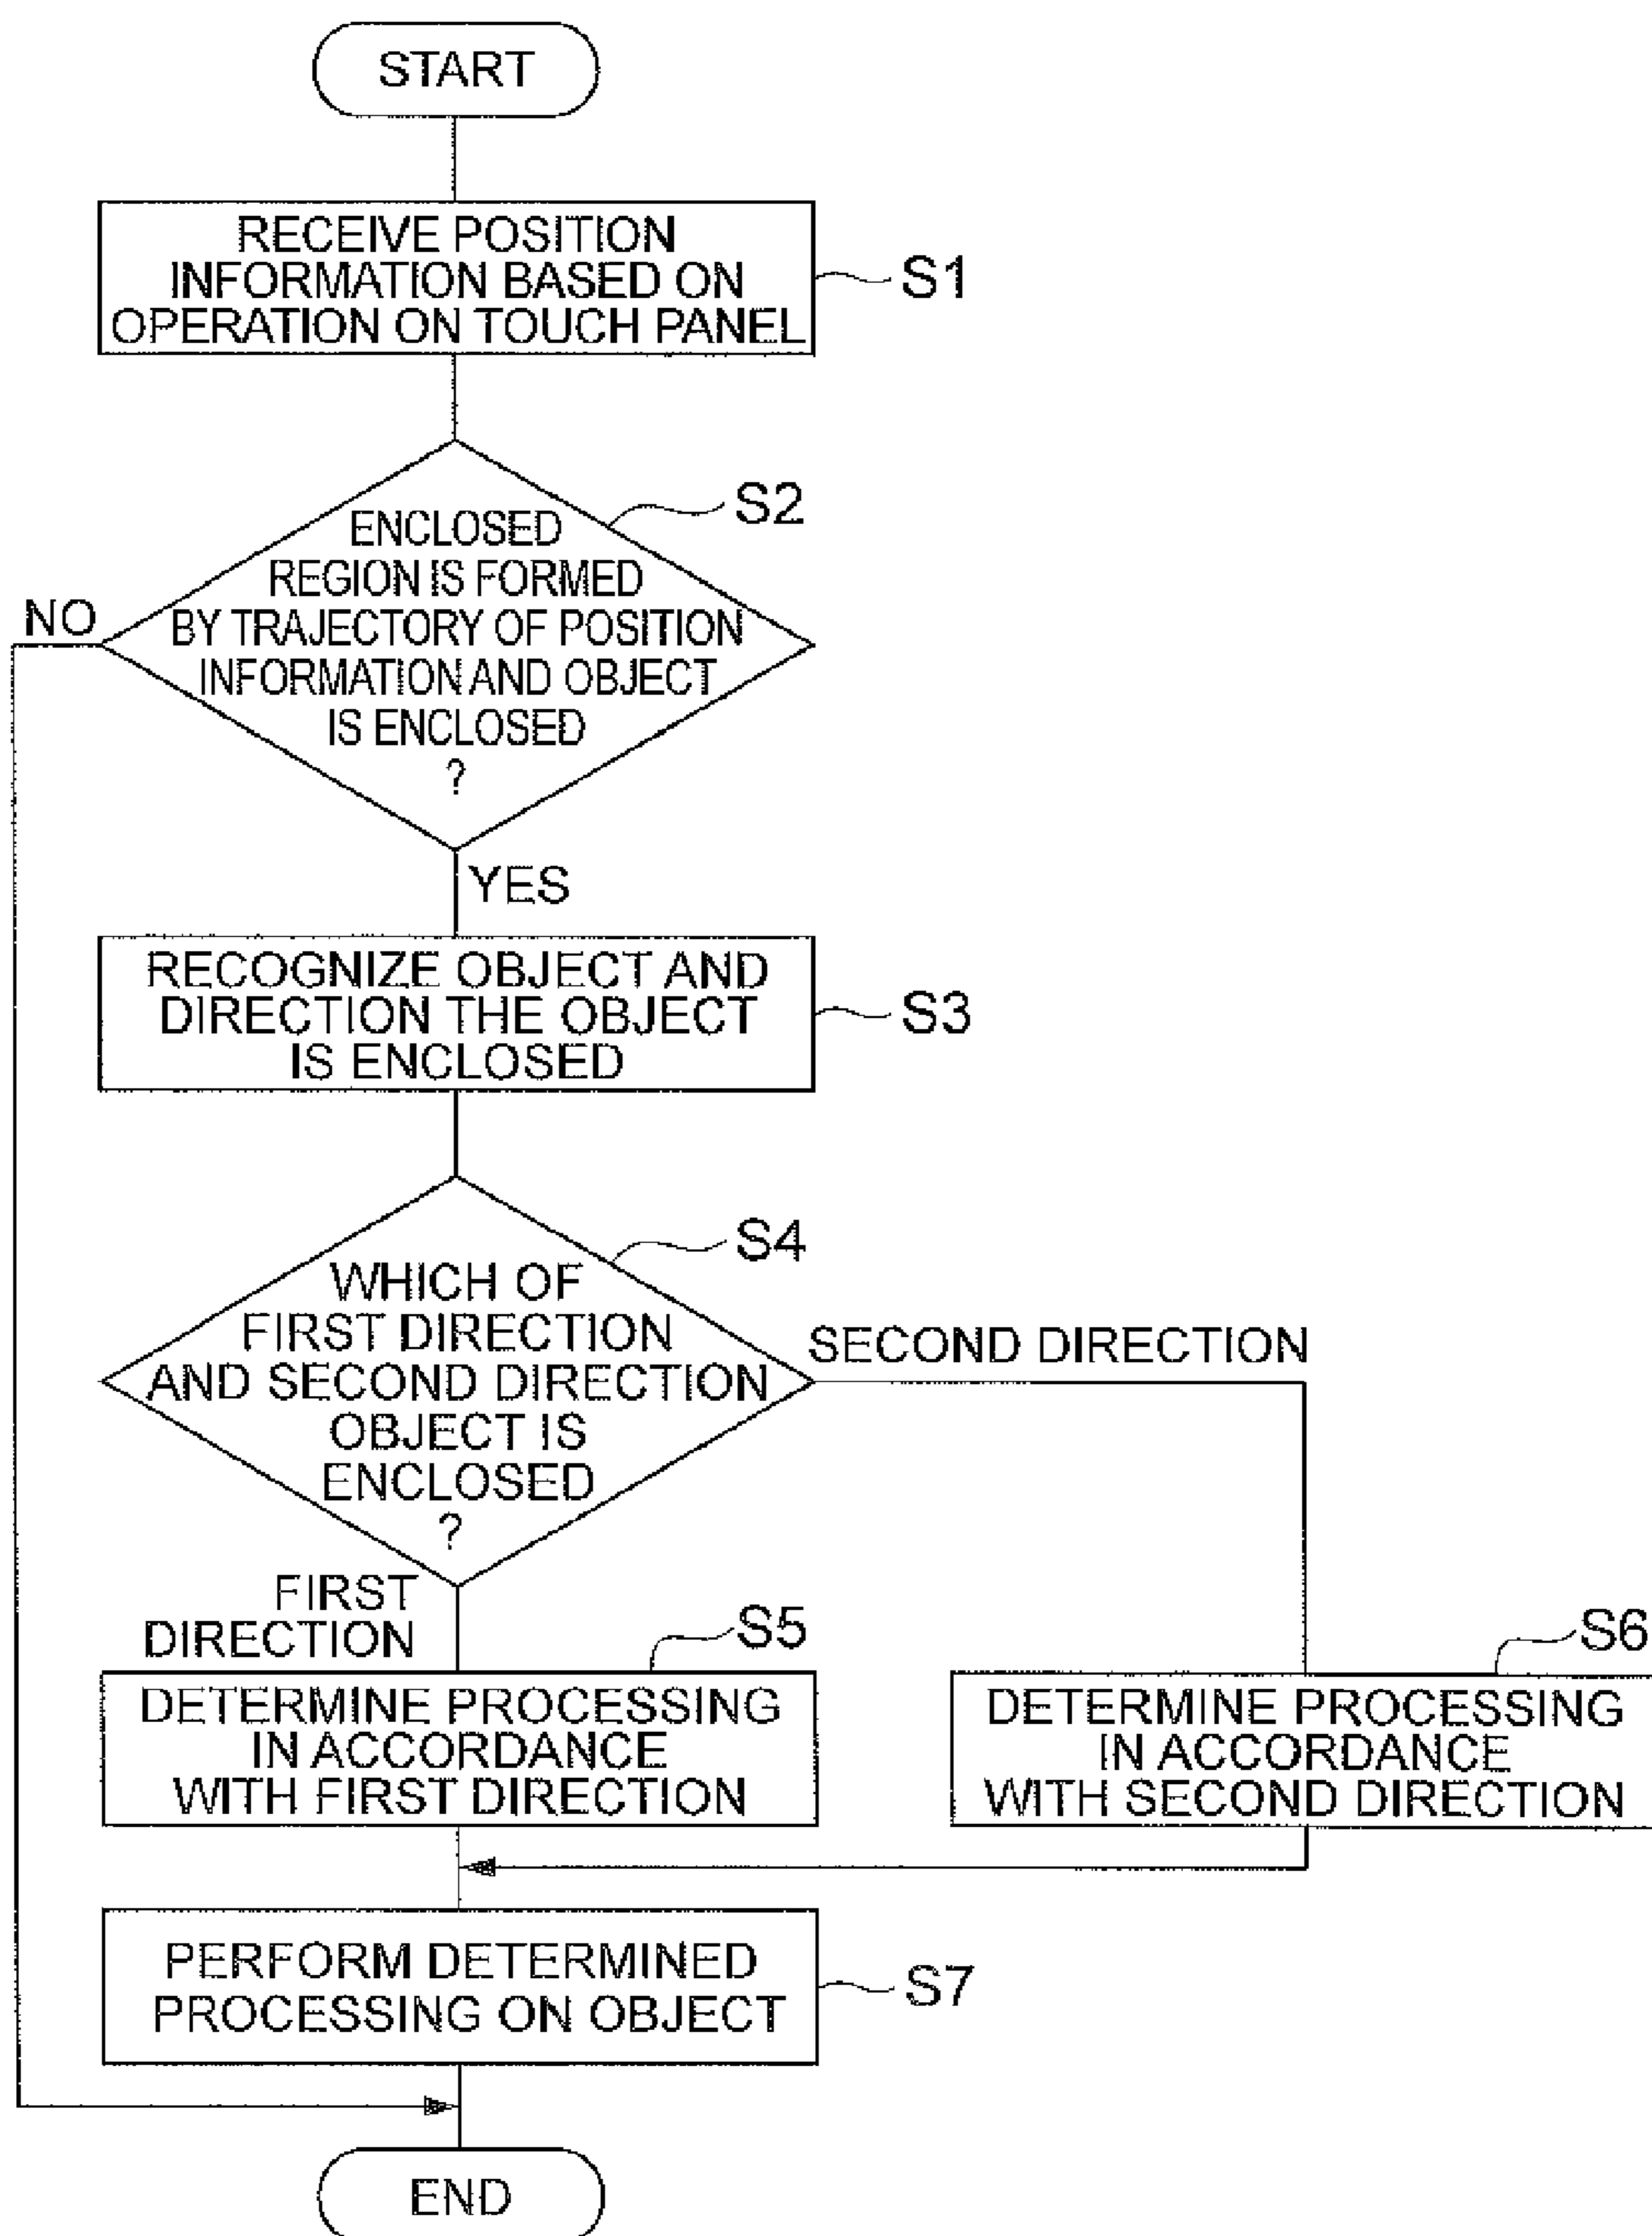 START
RECEIVE POSITION
INFORMATION BASED ON
OPERATION ON TOUCH PANEL
S1
S2
ENCLOSED
REGION IS FORMED
BY TRAJECTORY OF POSITION
INFORMATION AND OBJECT
IS ENCLOSED
?
NO
YES
RECOGNIZE OBJECT AND
DIRECTION THE OBJECT
IS ENCLOSED
S3
S4
WHICH OF
FIRST DIRECTION
AND SECOND DIRECTION
OBJECT IS
ENCLOSED
?
SECOND DIRECTION
FIRST
DIRECTION
S5
DETERMINE PROCESSING
IN ACCORDANCE
WITH FIRST DIRECTION
S6
DETERMINE PROCESSING
IN ACCORDANCE
WITH SECOND DIRECTION
PERFORM DETERMINED
PROCESSING ON OBJECT
S7
END